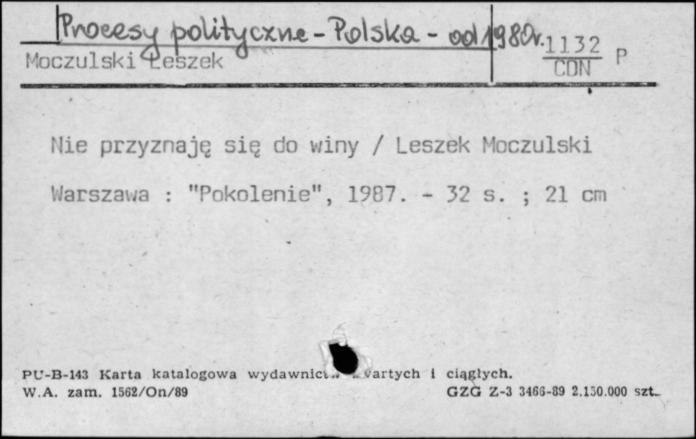 Procesy polityczne - Polska - od 1980r.
1132 P
Moczulski Leszek
CDN
Nie przyznaję się do winy / Leszek Moczulski
Warszawa : "Pokolenie", 1987. - 32 s. ; 21 cm
PU-B-143 Karta katalogowa wydawnictw zwartych i ciągłych.
W.A. zam. 1562/On/89 GZG Z-3 3466-89 2.150.000 szt.